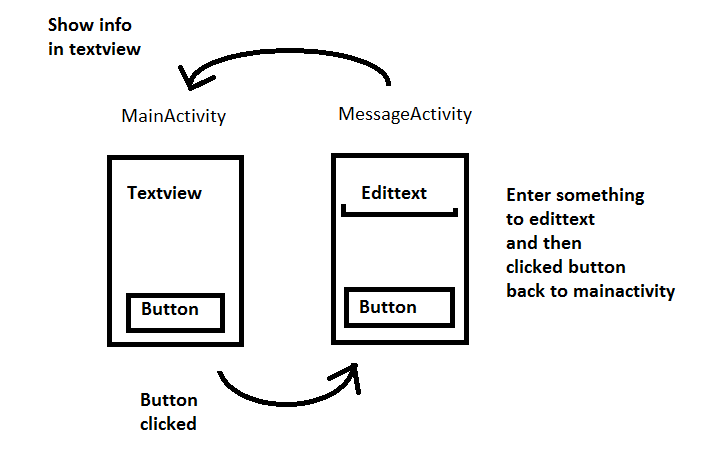 Show info
in textview
MainActivity
MessageActivity
Textview
Edittext
Button
Button
Enter something
to edittext
and then
clicked button
back to mainactivity
Button
clicked